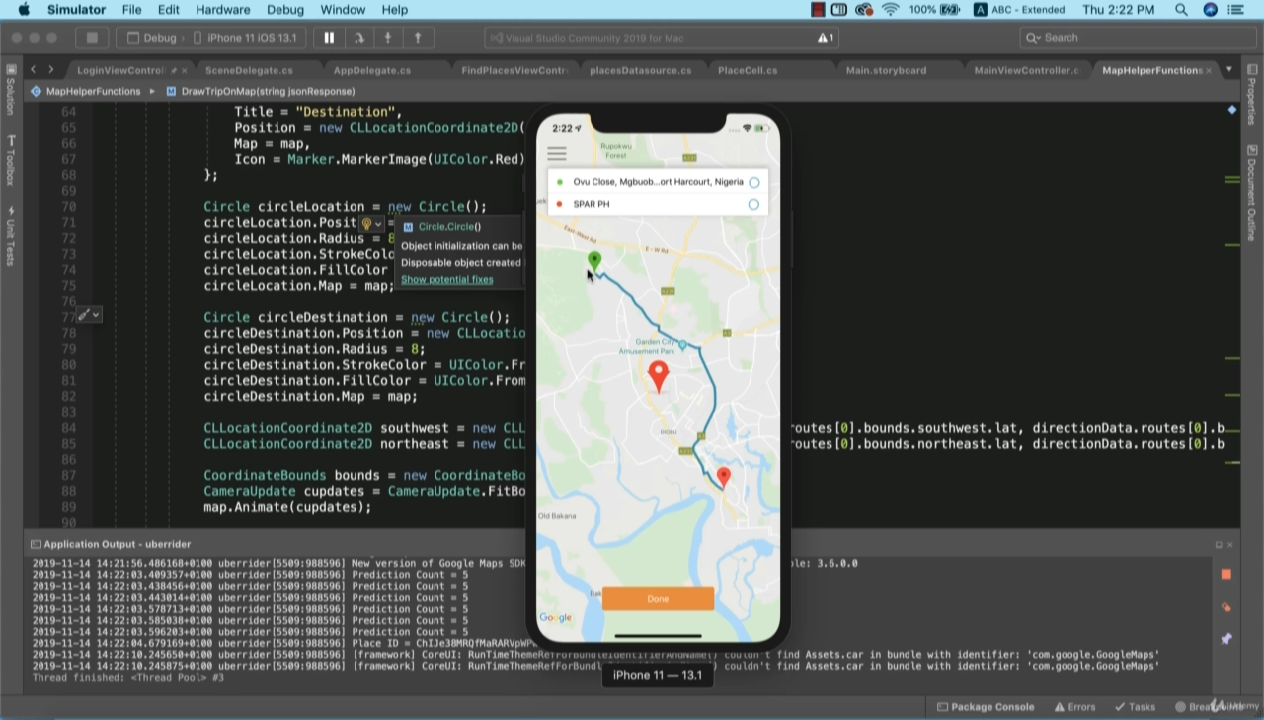 Simulator File Edit Hardware Debug Window Help 100% A ABC - Extended Thu 2:22 PM
Debug iPhone 11 iOS 13.1 Visual Studio Community 2019 for Mac 1 Search
LoginViewControl SceneDelegate.cs AppDelegate.cs FindPlacesViewContr placesDatasource.cs PlaceCell.cs Main.storyboard MainViewController.c MapHelperFunctions
MapHelperFunctions DrawTripOnMap(string jsonResponse)
Solution
Toolbox
Unit Tests
Properties
Document Outline
64 Title = "Destination",
65 Position = new CLLocationCoordinate2D(
66 Map = map,
67 Icon = Marker.MarkerImage(UIColor.Red)
68 };
69
70 Circle circleLocation = new Circle();
71 circleLocation.Posit =
72 circleLocation.Radius = 8
73 circleLocation.StrokeColo
74 circleLocation.FillColor
75 circleLocation.Map = map;
76
77 Circle circleDestination = new Circle();
78 circleDestination.Position = new CLLocatio
79 circleDestination.Radius = 8;
80 circleDestination.StrokeColor = UIColor.Fr
81 circleDestination.FillColor = UIColor.From
82 circleDestination.Map = map;
83
84 CLLocationCoordinate2D southwest = new CLL routes[0].bounds.southwest.lat, directionData.routes[0].b
85 CLLocationCoordinate2D northeast = new CLL routes[0].bounds.northeast.lat, directionData.routes[0].b
86
87 CoordinateBounds bounds = new CoordinateBo
88 CameraUpdate cupdates = CameraUpdate.FitBo
89 map.Animate(cupdates);
90
Circle.Circle()
Object initialization can be
Disposable object created
Show potential fixes
2:22
Rupokwu
Forest
Ovu Close, Mgbuob...ort Harcourt, Nigeria
SPAR PH
East-West Rd
E - W Rd
Garden City
Amusement Park
Old Bakana
Done
Google
iPhone 11 — 13.1
Application Output - uberrider
2019-11-14 14:21:56.486168+0100 uberrider[5509:988596] New version of Google Maps SDK ble: 3.6.0.0
2019-11-14 14:22:03.409357+0100 uberrider[5509:988596] Prediction Count = 5
2019-11-14 14:22:03.438456+0100 uberrider[5509:988596] Prediction Count = 5
2019-11-14 14:22:03.443014+0100 uberrider[5509:988596] Prediction Count = 5
2019-11-14 14:22:03.578713+0100 uberrider[5509:988596] Prediction Count = 5
2019-11-14 14:22:03.585038+0100 uberrider[5509:988596] Prediction Count = 5
2019-11-14 14:22:03.596203+0100 uberrider[5509:988596] Prediction Count = 5
2019-11-14 14:22:04.679169+0100 uberrider[5509:988596] Place ID =
2019-11-14 14:22:10.245650+0100 uberrider[5509:988596] [framework] CoreUI: couldn't find Assets.car in bundle with identifier: 'com.google.GoogleMaps'
2019-11-14 14:22:10.245875+0100 uberrider[5509:988596] [framework] CoreUI: RunTimeThemeRefForBundl couldn't find Assets.car in bundle with identifier: 'com.google.GoogleMaps'
Thread finished: <Thread Pool> #3
Package Console Errors Tasks
Udemy